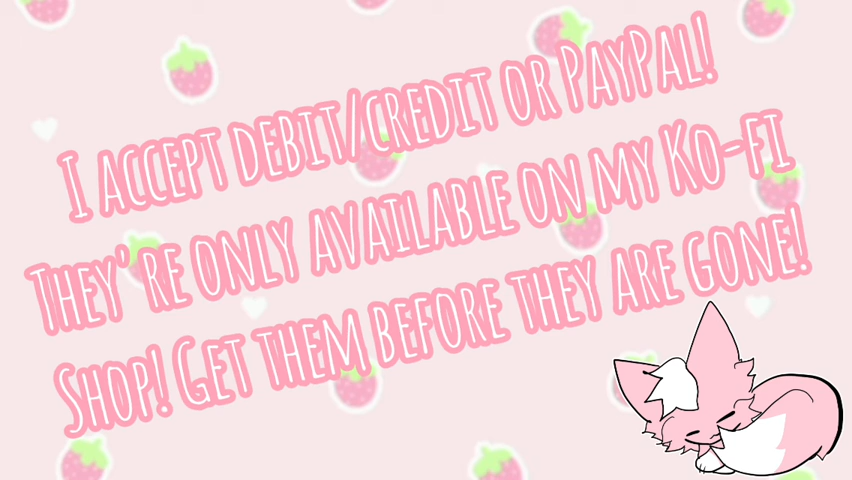 I accept debit/credit or PayPal!
They're only available on my Ko-fi
Shop! Get them before they are gone!